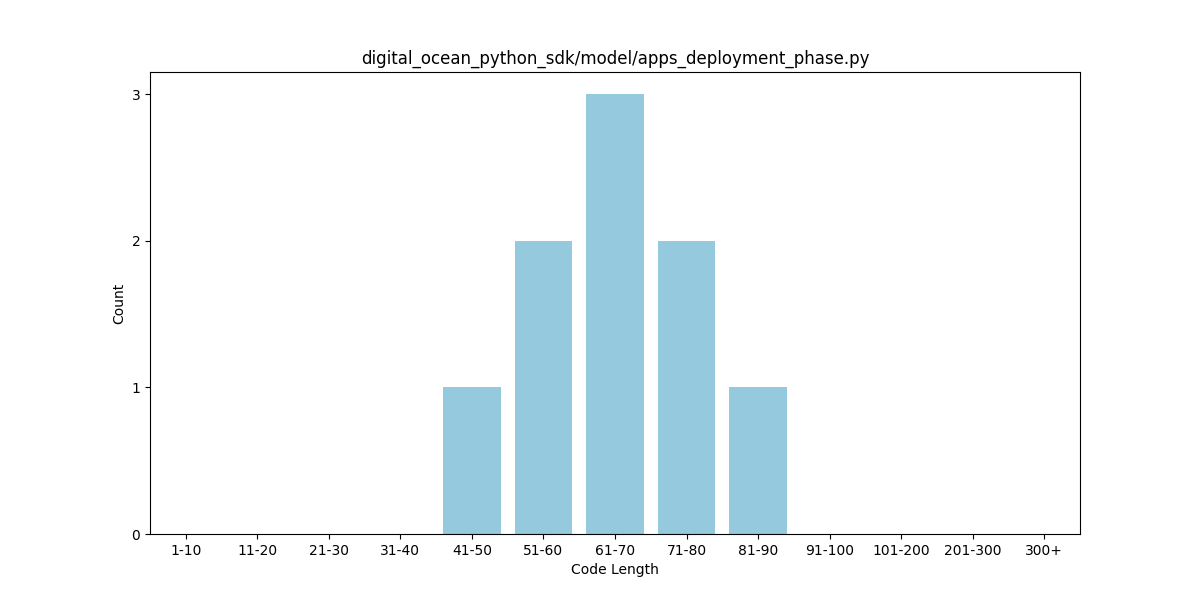 digital_ocean_python_sdk/model/apps_deployment_phase.py
Count
3
2
1
0
1-10 11-20 21-30 31-40 41-50 51-60 61-70 71-80 81-90 91-100 101-200 201-300 300+
Code Length